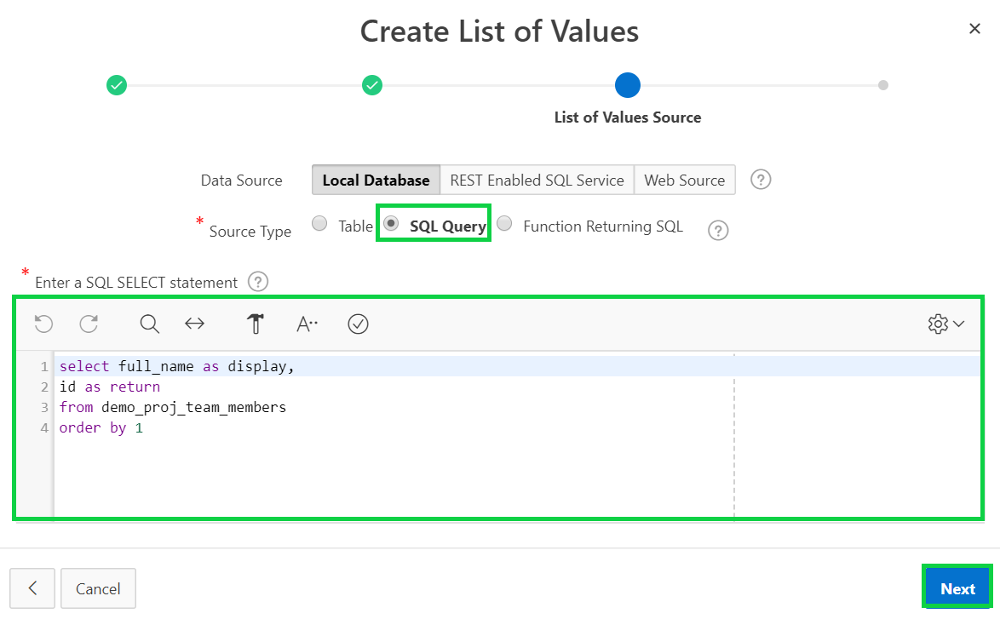 Create List of Values
List of Values Source
Data Source
Local Database REST Enabled SQL Service Web Source ?
* Source Type Table SQL Query Function Returning SQL ?
* Enter a SQL SELECT statement ?
A··
1 select full_name as display,
2 id as return
3 from demo_proj_team_members
4 order by 1
Cancel
Next